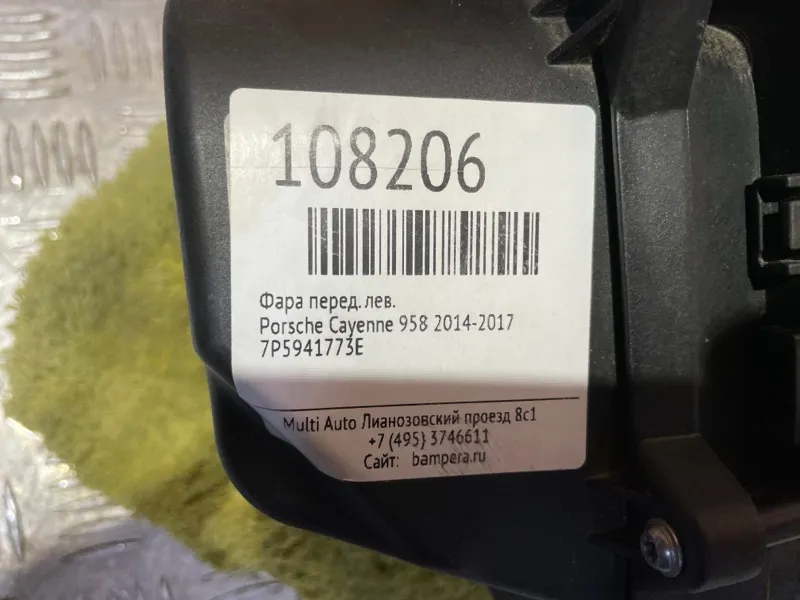 108206
Фара перед. лев.
Porsche Cayenne 958 2014-2017
7P5941773E
Multi Auto Лианозовский проезд 8с1
+7 (495) 3746611
Сайт: bampera.ru